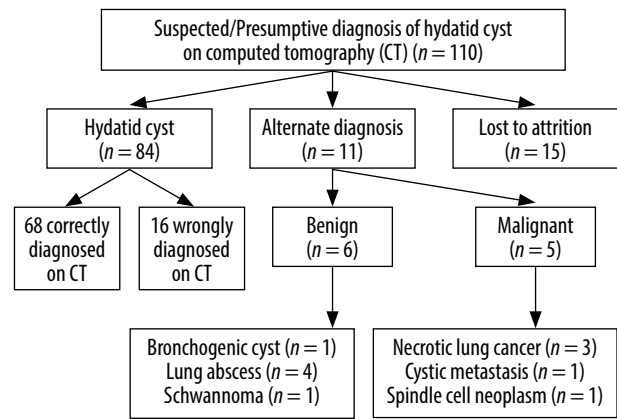 Suspected/Presumptive diagnosis of hydatid cyst
on computed tomography (CT) (n = 110)
Hydatid cyst
(n = 84)
Alternate diagnosis
(n = 11)
Lost to attrition
(n = 15)
68 correctly
diagnosed
on CT
16 wrongly
diagnosed
on CT
Benign
(n = 6)
Malignant
(n = 5)
Bronchogenic cyst (n = 1)
Lung abscess (n = 4)
Schwannoma (n = 1)
Necrotic lung cancer (n = 3)
Cystic metastasis (n = 1)
Spindle cell neoplasm (n = 1)